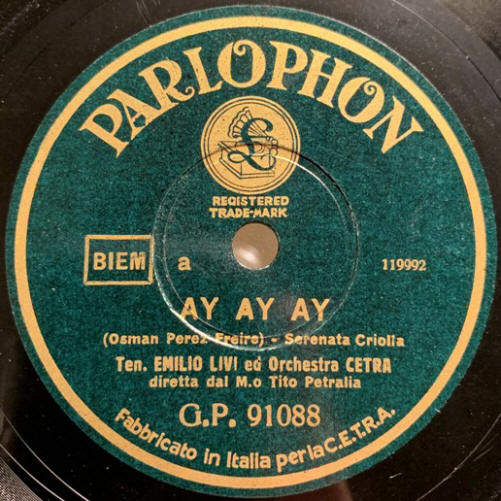 PARLOPHON
£
REGISTERED
TRADE-MARK
BIEM a 119992
AY AY AY
(Osman Perez Freire) - Serenata Criolla
Ten. EMILIO LIVI ed Orchestra CETRA
diretta dal M.o Tito Petralia
G.P. 91088
Fabbricato in Italia per la C.E.T.R.A.